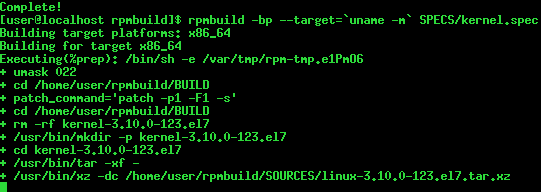 Complete!
[user@localhost rpmbuild]$ rpmbuild -bp --target=`uname -m` SPECS/kernel.spec
Building target platforms: x86_64
Building for target x86_64
Executing(%prep): /bin/sh -e /var/tmp/rpm-tmp.e1PmO6
+ umask 022
+ cd /home/user/rpmbuild/BUILD
+ patch_command='patch -p1 -F1 -s'
+ cd /home/user/rpmbuild/BUILD
+ rm -rf kernel-3.10.0-123.el7
+ /usr/bin/mkdir -p kernel-3.10.0-123.el7
+ cd kernel-3.10.0-123.el7
+ /usr/bin/tar -xf -
+ /usr/bin/xz -dc /home/user/rpmbuild/SOURCES/linux-3.10.0-123.el7.tar.xz